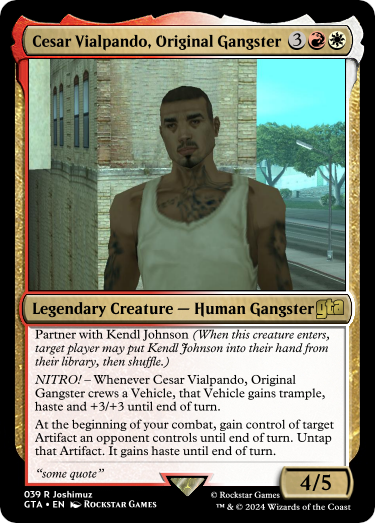 Cesar Vialpando, Original Gangster 3
Legendary Creature — Human Gangster gta
Partner with Kendl Johnson (When this creature enters,
target player may put Kendl Johnson into their hand from
their library, then shuffle.)
NITRO! – Whenever Cesar Vialpando, Original
Gangster crews a Vehicle, that Vehicle gains trample,
haste and +3/+3 until end of turn.
At the beginning of your combat, gain control of target
Artifact an opponent controls until end of turn. Untap
that Artifact. It gains haste until end of turn.
“some quote”
4/5
039 R Joshimuz
GTA • EN Rockstar Games
© Rockstar Games
™ & © 2024 Wizards of the Coast